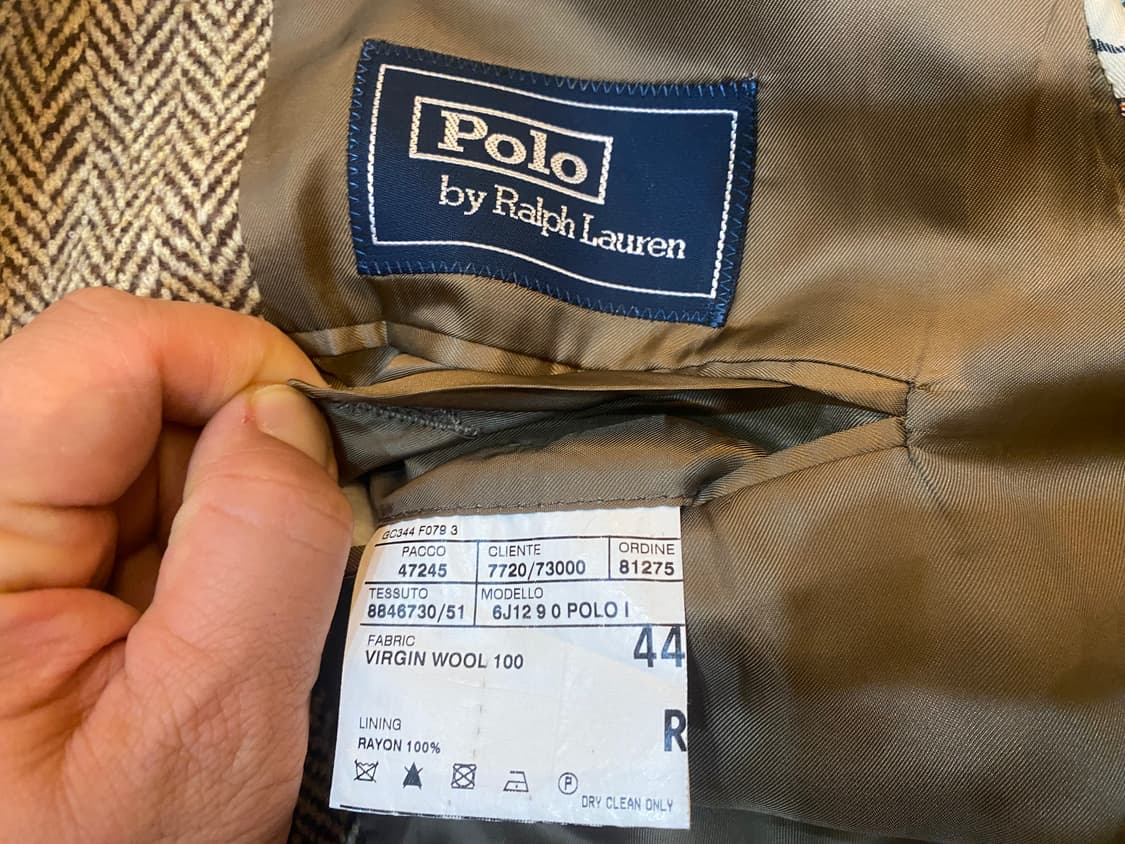 Polo
by Ralph Lauren
GC344 F079 3
PACCO CLIENTE ORDINE
47245 7720/73000 81275
TESSUTO MODELLO
8846730/51 6J12 9 0 POLO I
FABRIC
VIRGIN WOOL 100
44
R
LINING
RAYON 100%
P
DRY CLEAN ONLY